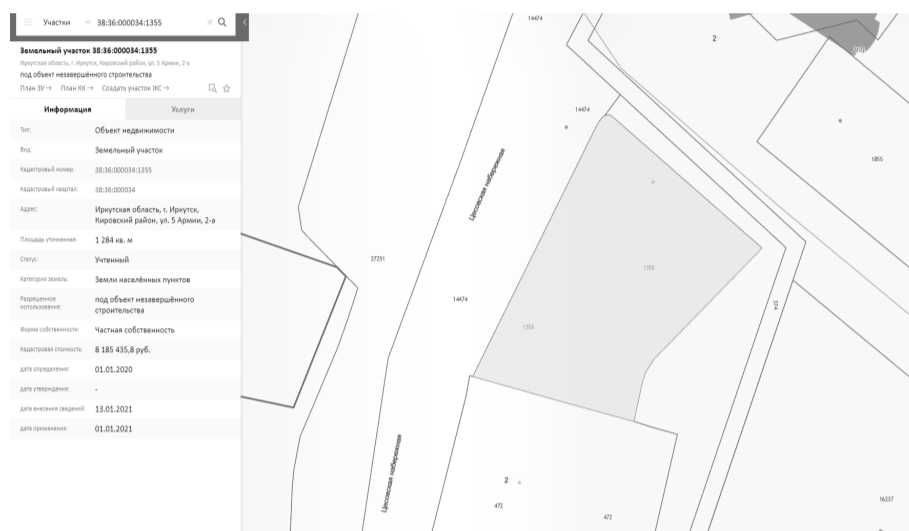 Участки
38:36:000034:1355
Земельный участок 38:36:000034:1355
Иркутская область, г. Иркутск, Кировский район, ул. 5 Армии, 2-а
под объект незавершённого строительства
План ЗУ → План КК → Создать участок ЖС →
Информация Услуги
Тип: Объект недвижимости
Вид: Земельный участок
Кадастровый номер: 38:36:000034:1355
Кадастровый квартал: 38:36:000034
Адрес: Иркутская область, г. Иркутск,
Кировский район, ул. 5 Армии, 2-а
Площадь уточненная: 1 284 кв. м
Статус: Учтенный
Категория земель: Земли населённых пунктов
Разрешенное использование: под объект незавершённого
строительства
Форма собственности: Частная собственность
Кадастровая стоимость: 8 185 435,8 руб.
дата определения: 01.01.2020
дата утверждения: -
дата внесения сведений: 13.01.2021
дата применения: 01.01.2021
14474
2
14474
1855
Цесовская набережная
27251
1355
14474
374
1355
Цесовская набережная
2
472
472
16237